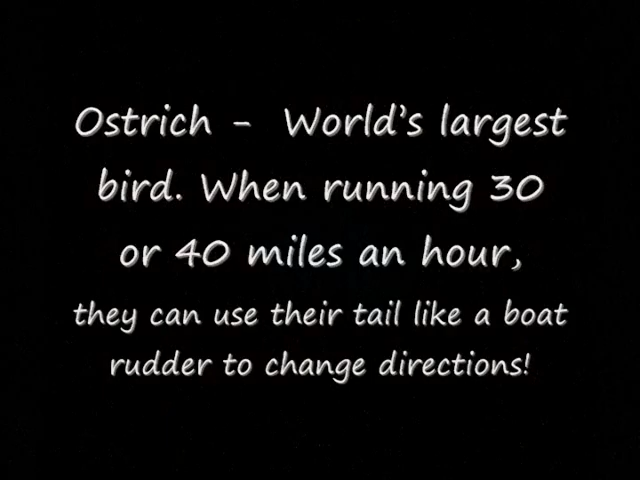 Ostrich -  World's largest
bird. When running 30
or 40 miles an hour,
they can use their tail like a boat
rudder to change directions!